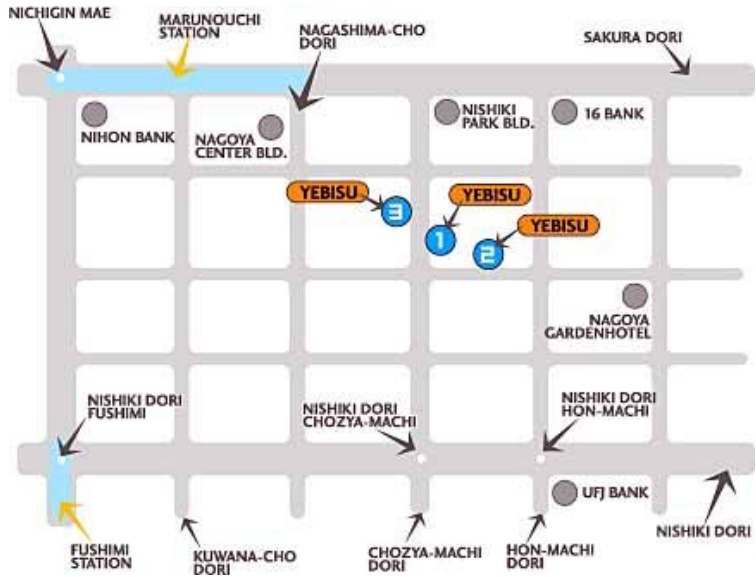 NICHIGIN MAE
MARUNOUCHI
STATION
NAGASHIMA-CHO
DORI
SAKURA DORI
NIHON BANK
NAGOYA
CENTER BLD.
NISHIKI
PARK BLD.
16 BANK
YEBISU
3
YEBISU
1
YEBISU
2
NAGOYA
GARDENHOTEL
NISHIKI DORI
FUSHIMI
NISHIKI DORI
CHOZYA-MACHI
NISHIKI DORI
HON-MACHI
UFJ BANK
FUSHIMI
STATION
KUWANA-CHO
DORI
CHOZYA-MACHI
DORI
HON-MACHI
DORI
NISHIKI DORI